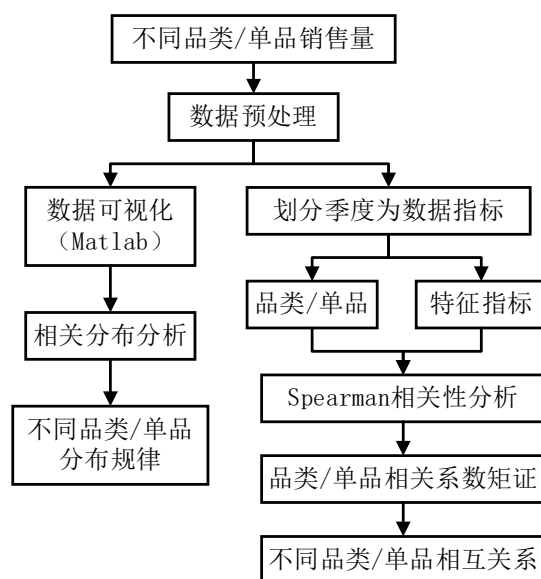 不同品类/单品销售量
数据预处理
数据可视化
（Matlab）
划分季度为数据指标
品类/单品
特征指标
相关分布分析
Spearman相关性分析
不同品类/单品
分布规律
品类/单品相关系数矩证
不同品类/单品相互关系